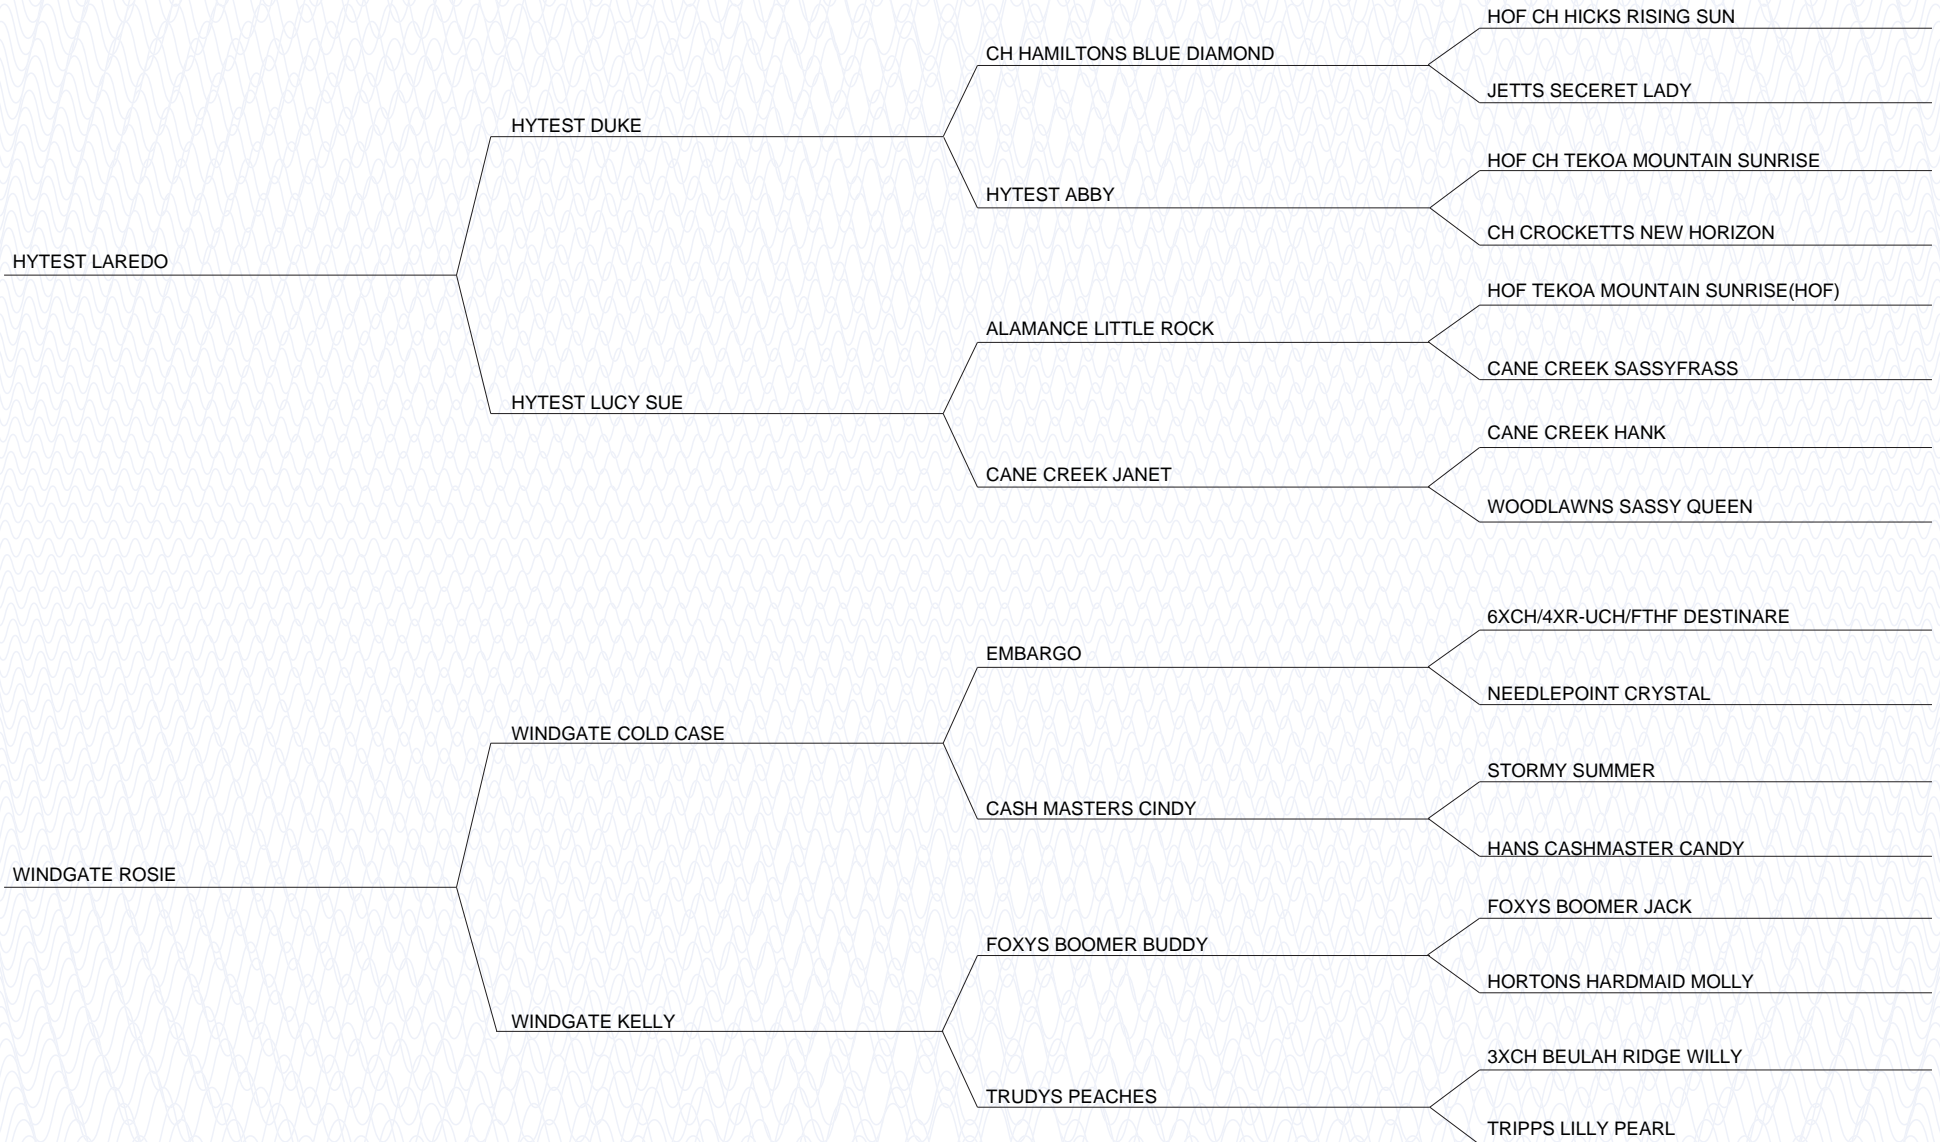 HOF CH HICKS RISING SUN
CH HAMILTONS BLUE DIAMOND
JETTS SECERET LADY
HYTEST DUKE
HOF CH TEKOA MOUNTAIN SUNRISE
HYTEST ABBY
CH CROCKETTS NEW HORIZON
HYTEST LAREDO
HOF TEKOA MOUNTAIN SUNRISE(HOF)
ALAMANCE LITTLE ROCK
CANE CREEK SASSYFRASS
HYTEST LUCY SUE
CANE CREEK HANK
CANE CREEK JANET
WOODLAWNS SASSY QUEEN
6XCH/4XR-UCH/FTHF DESTINARE
EMBARGO
NEEDLEPOINT CRYSTAL
WINDGATE COLD CASE
STORMY SUMMER
CASH MASTERS CINDY
HANS CASHMASTER CANDY
WINDGATE ROSIE
FOXYS BOOMER JACK
FOXYS BOOMER BUDDY
HORTONS HARDMAID MOLLY
WINDGATE KELLY
3XCH BEULAH RIDGE WILLY
TRUDYS PEACHES
TRIPPS LILLY PEARL